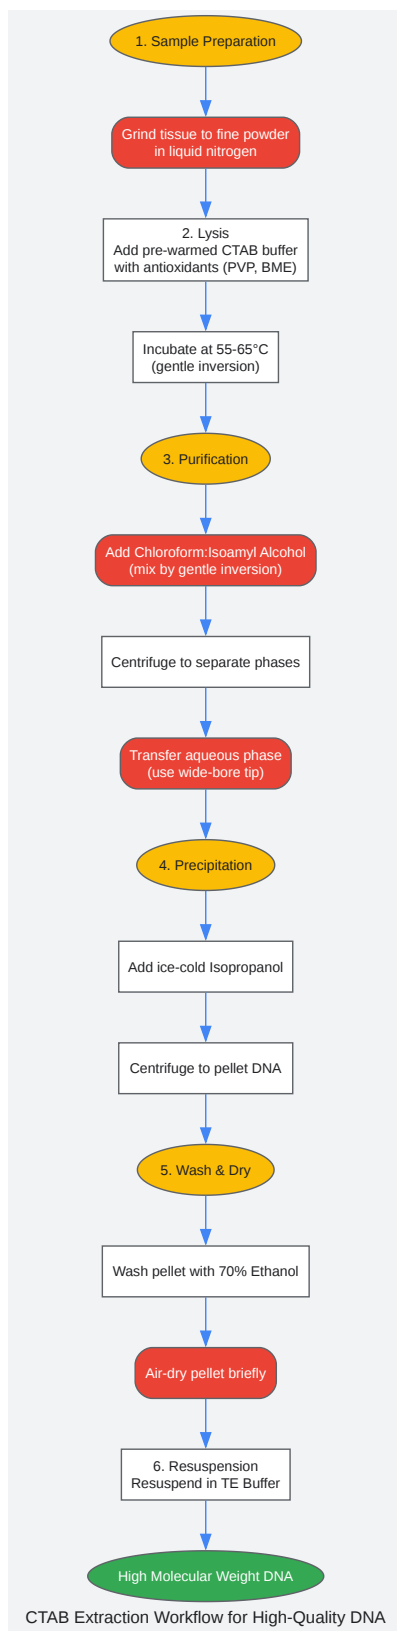 1. Sample Preparation
Grind tissue to fine powder
in liquid nitrogen
2. Lysis
Add pre-warmed CTAB buffer
with antioxidants (PVP, BME)
Incubate at 55-65°C
(gentle inversion)
3. Purification
Add Chloroform:Isoamyl Alcohol
(mix by gentle inversion)
Centrifuge to separate phases
Transfer aqueous phase
(use wide-bore tip)
4. Precipitation
Add ice-cold Isopropanol
Centrifuge to pellet DNA
5. Wash & Dry
Wash pellet with 70% Ethanol
Air-dry pellet briefly
6. Resuspension
Resuspend in TE Buffer
High Molecular Weight DNA
CTAB Extraction Workflow for High-Quality DNA